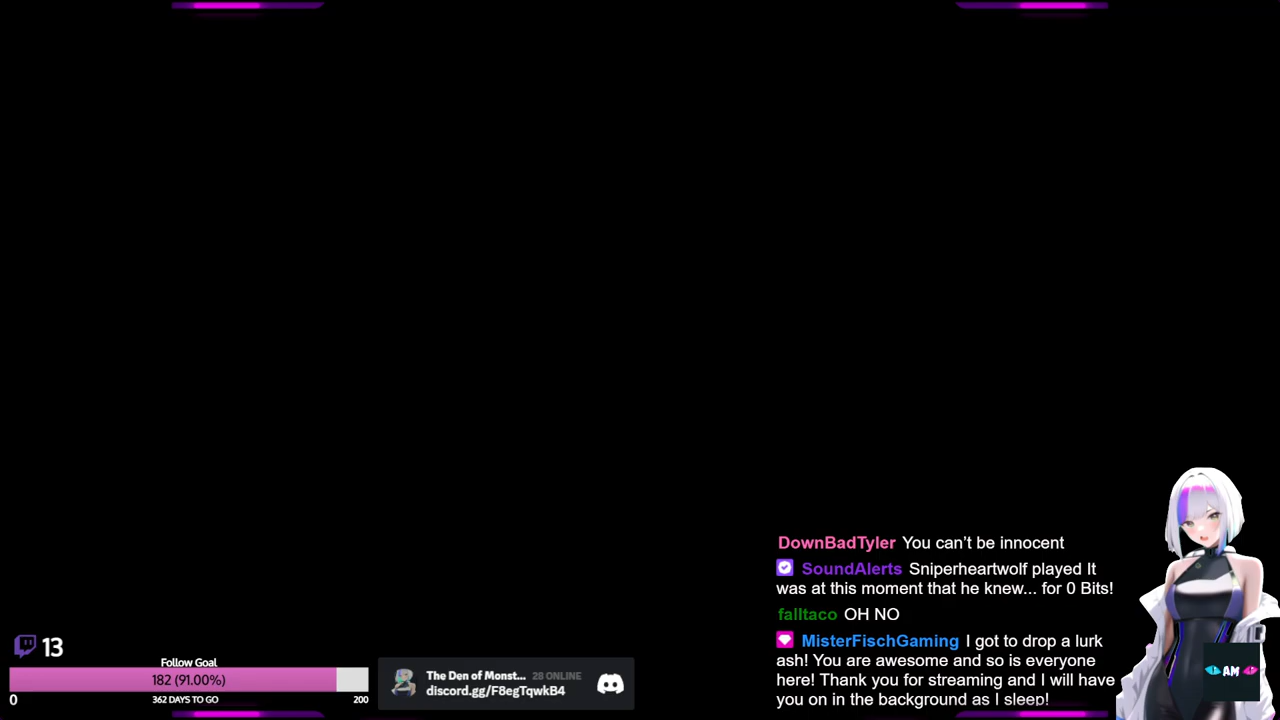 DownBadTyler You can't be innocent
SoundAlerts Sniperheartwolf played It
was at this moment that he knew... for 0 Bits!
falltaco OH NO
MisterFischGaming I got to drop a lurk
ash! You are awesome and so is everyone
here! Thank you for streaming and I will have
you on in the background as I sleep!
13
Follow Goal
182 (91.00%)
0
362 DAYS TO GO
200
The Den of Monst... 28 ONLINE
discord.gg/F8egTqwkB4
AM